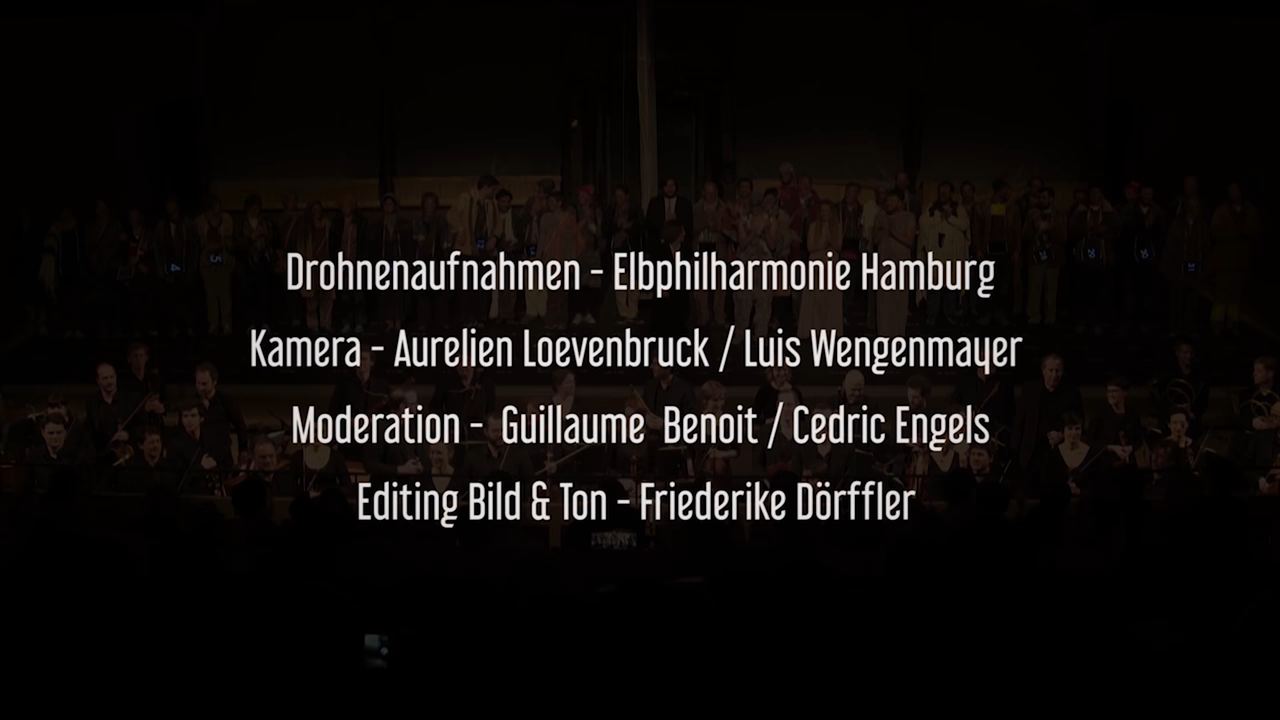 Drohnenaufnahmen - Elbphilharmonie Hamburg
Kamera - Aurelien Loevenbruck / Luis Wengenmayer
Moderation - Guillaume Benoit / Cedric Engels
Editing Bild & Ton - Friederike Dörffler